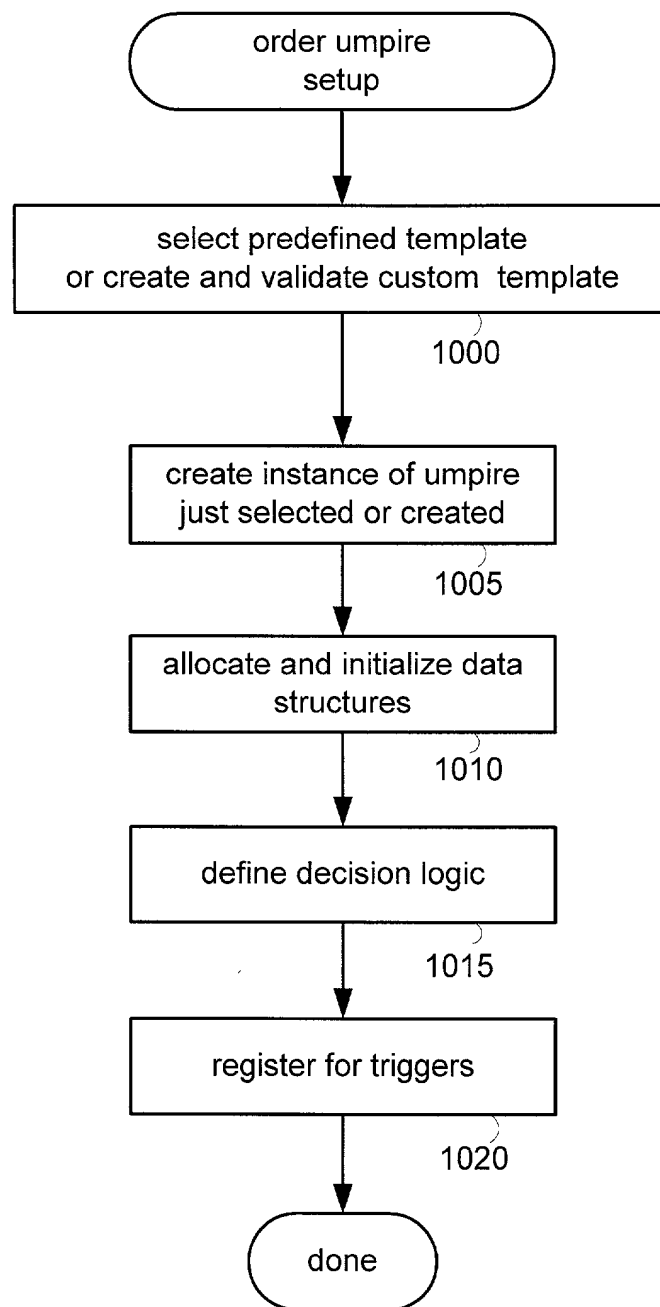 order umpire
setup
select predefined template
or create and validate custom template
1000
create instance of umpire
just selected or created
1005
allocate and initialize data
structures
1010
define decision logic
1015
register for triggers
1020
done